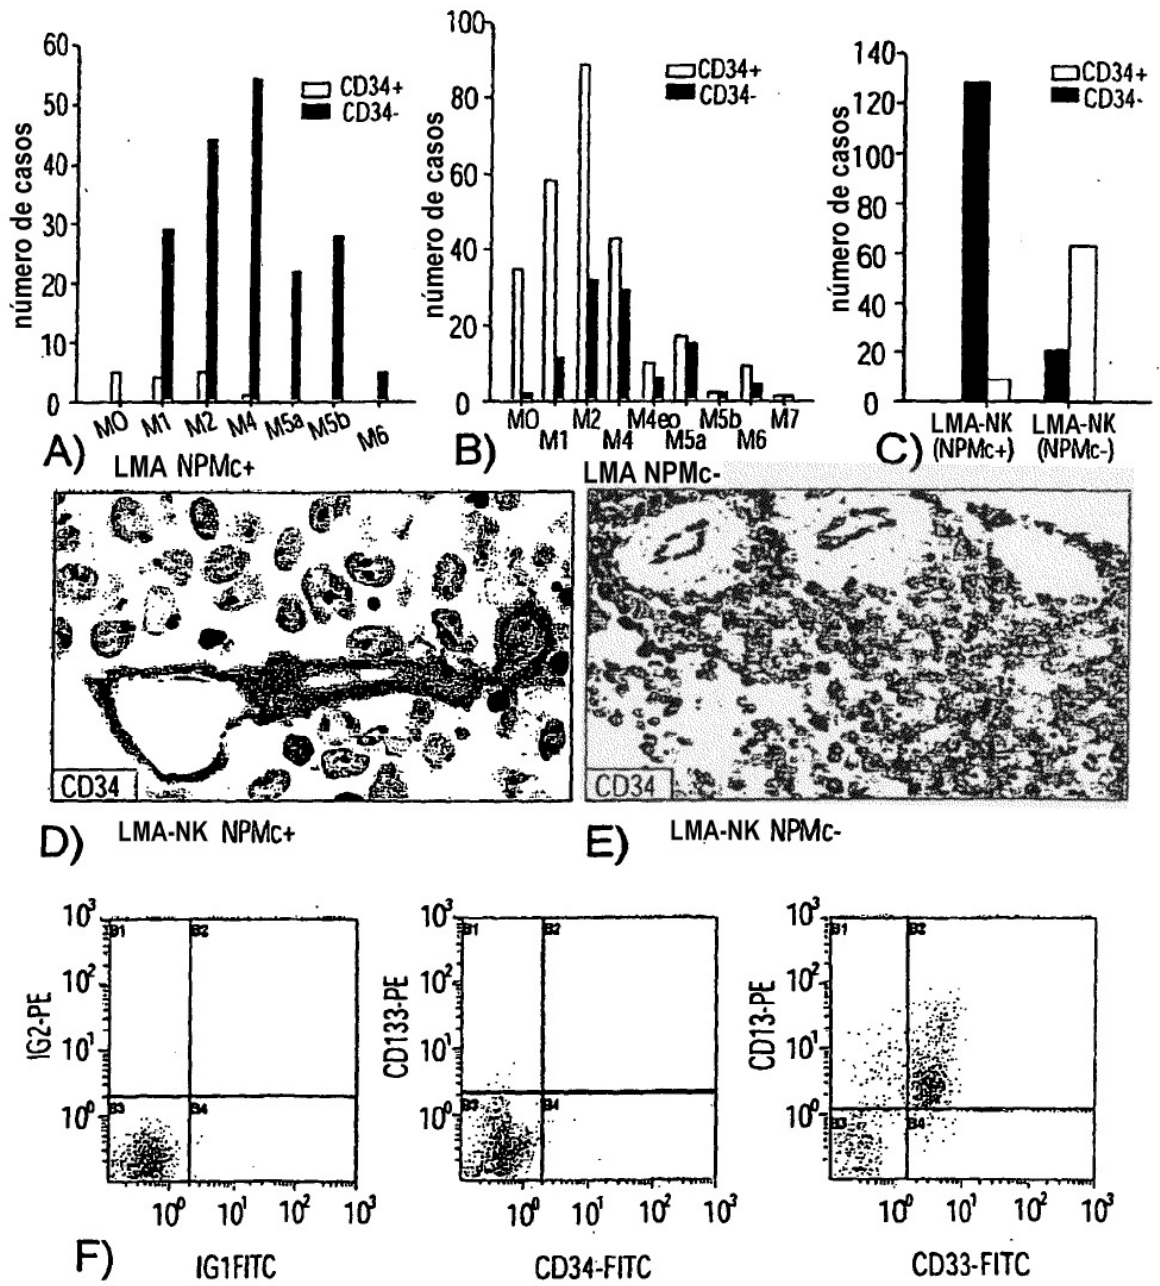 60
50
40
30
20
10
0
número de casos
CD34+
CD34-
M0 M1 M2 M4 M5a M5b M6
A)
LMA NPMc+
100
80
60
40
20
0
número de casos
CD34+
CD34-
M0 M1 M2 M4 M4eo M5a M5b M6 M7
B)
LMA NPMc-
140
120
100
80
60
40
20
0
número de casos
CD34+
CD34-
LMA-NK LMA-NK
(NPMc+) (NPMc-)
C)
CD34
D) LMA-NK NPMc+
CD34
E) LMA-NK NPMc-
10³
10²
10¹
10⁰
IG2-PE
B1 B2
B3 B4
10⁰ 10¹ 10² 10³
IG1FITC
10³
10²
10¹
10⁰
CD133-PE
B1 B2
B3 B4
10⁰ 10¹ 10² 10³
CD34-FITC
10³
10²
10¹
10⁰
CD13-PE
B1 B2
B3 B4
10⁰ 10¹ 10² 10³
CD33-FITC
F)